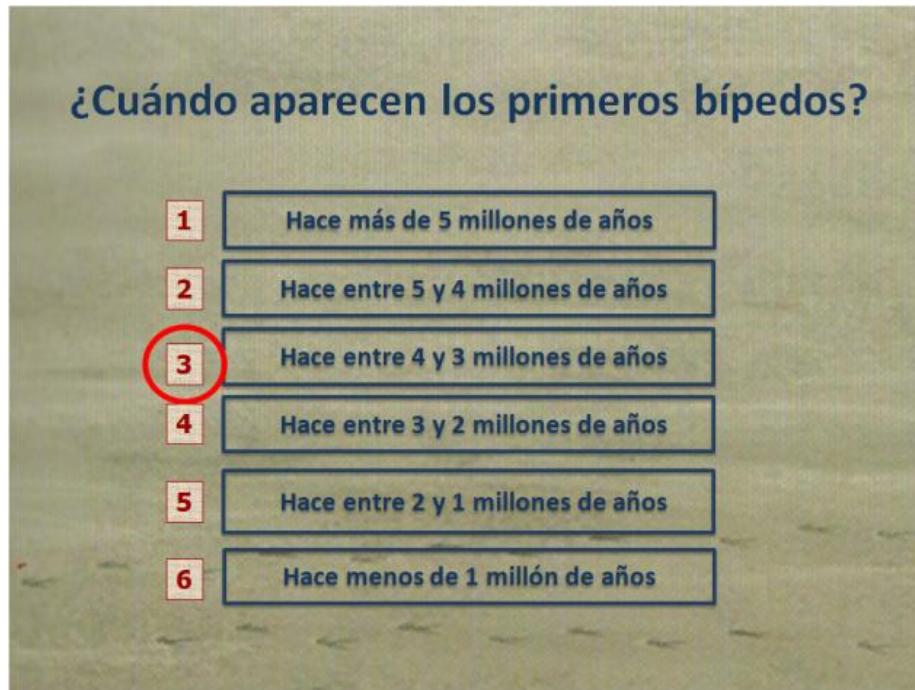 ¿Cuándo aparecen los primeros bípedos?
1 Hace más de 5 millones de años
2 Hace entre 5 y 4 millones de años
3 Hace entre 4 y 3 millones de años
4 Hace entre 3 y 2 millones de años
5 Hace entre 2 y 1 millones de años
6 Hace menos de 1 millón de años